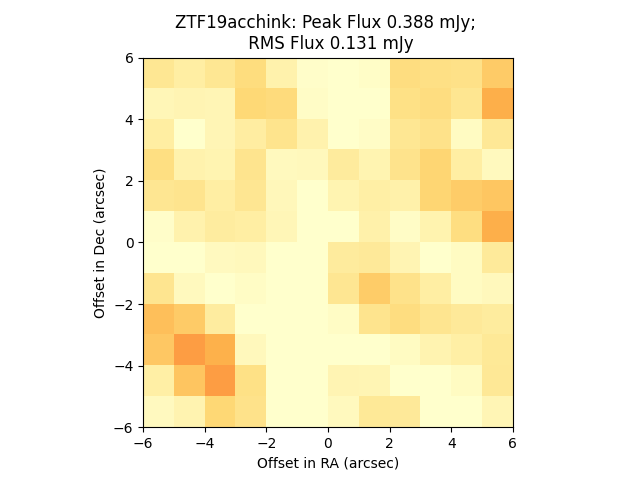 ZTF19acchink: Peak Flux 0.388 mJy;
RMS Flux 0.131 mJy
6
4
2
0
−2
−4
−6
Offset in Dec (arcsec)
−6 −4 −2 0 2 4 6
Offset in RA (arcsec)